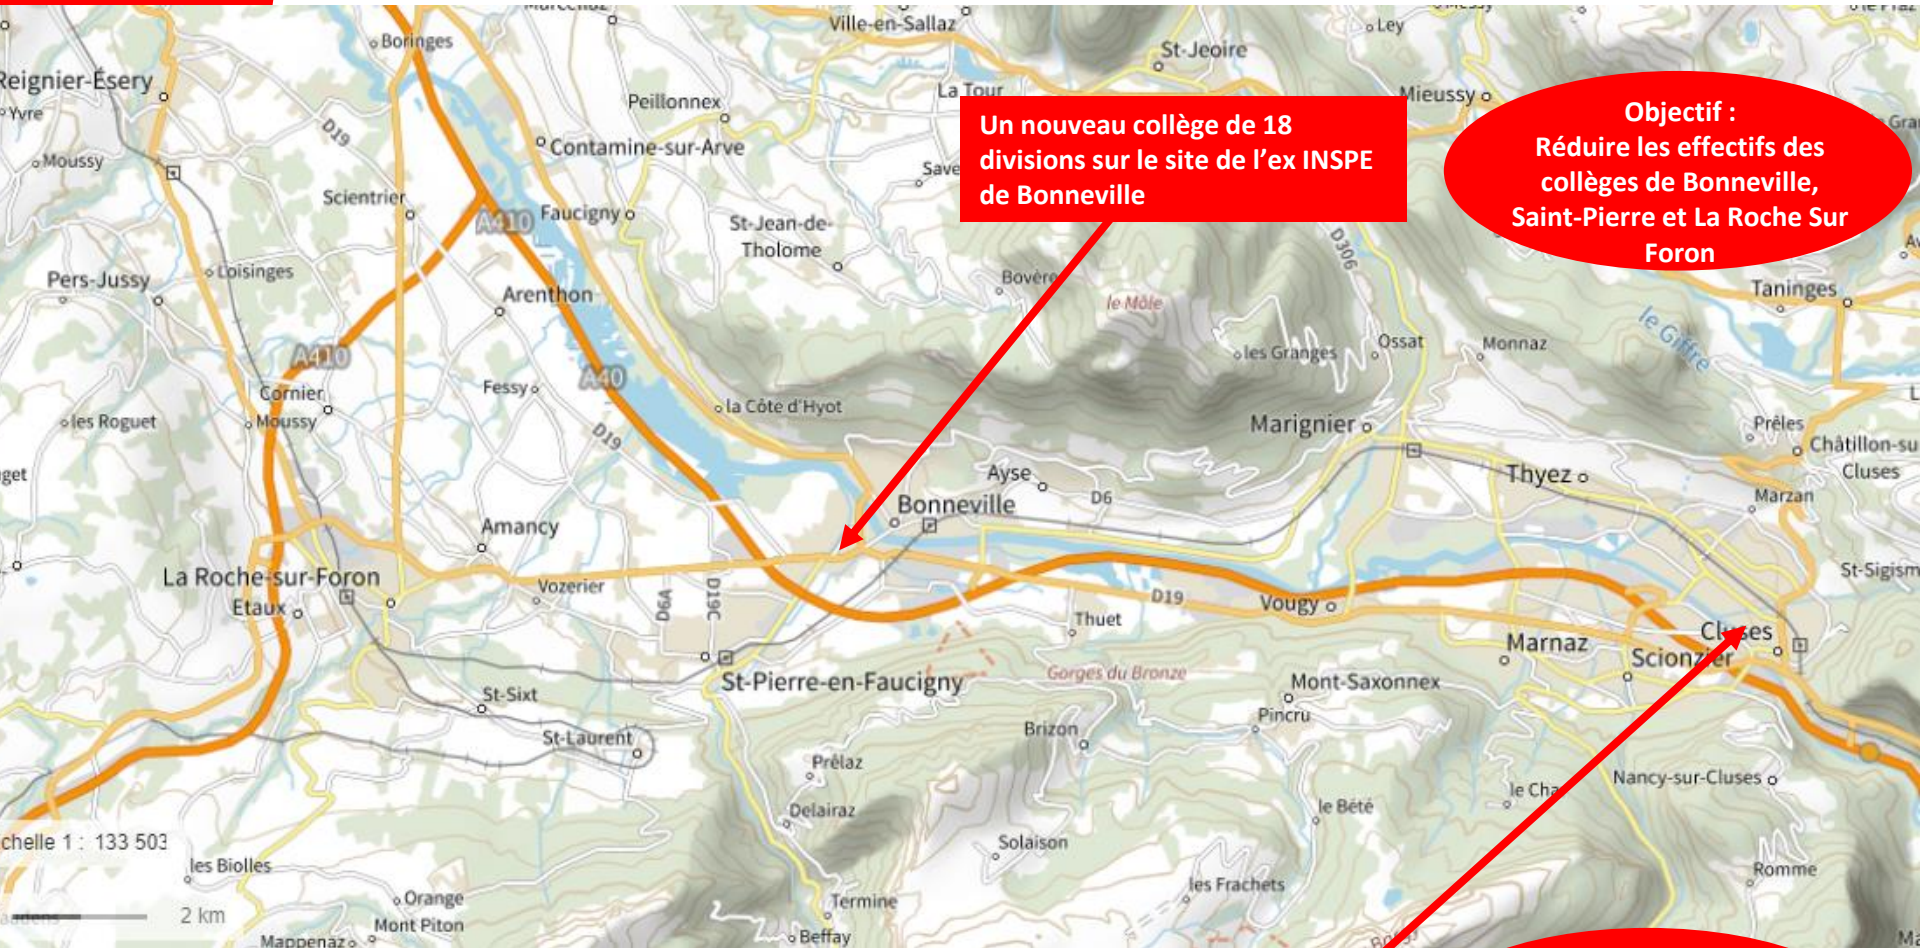 Ville-en-Sallaz
Ley
Boringes
St-Jeoire
Reignier-Ésery
Yvre
Peillonnex
La Tour
Mieussy
Un nouveau collège de 18
divisions sur le site de l'ex INSPE
de Bonneville
Objectif :
Réduire les effectifs des
collèges de Bonneville,
Saint-Pierre et La Roche Sur
Foron
D19
Contamine-sur-Arve
Moussy
Scientrier
A410
Faucigny
St-Jean-de-
Tholome
D306
Loisinges
Pers-Jussy
Arenthon
Bovère
le Môle
Taninges
le Giffre
A410
Cornier
Fessy
A40
les Granges
Ossat
Monnaz
les Roguet
Moussy
la Côte d'Hyot
Marignier
Prêles
Châtillon-su
Cluses
D19
Ayse
D6
Thyez
Marzan
Bonneville
Amancy
La Roche-sur-Foron
Etaux
Vozerier
D6A
D19C
D19
Vougy
St-Sigism
Thuet
Cluses
Marnaz
Scionzier
St-Pierre-en-Faucigny
Gorges du Bronze
Mont-Saxonnex
St-Sixt
Pincru
St-Laurent
Brizon
Prêlaz
Nancy-sur-Cluses
Delairaz
le Bété
le Cha
chelle 1 : 133 503
Solaison
les Biolles
Romme
les Frachets
Orange
2 km
Termine
Mont Piton
Mappenaz
Beffay